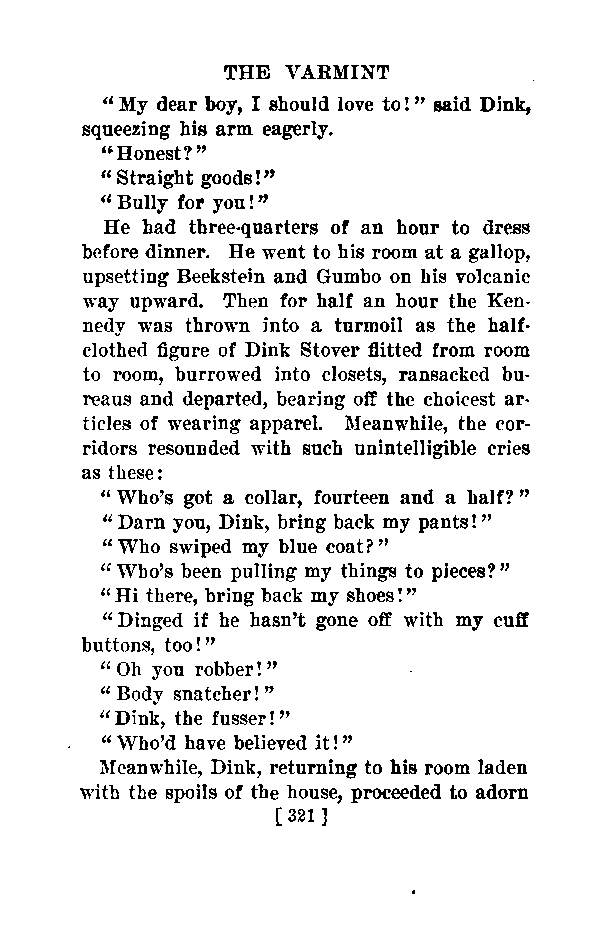 THE VARMINT
“My dear boy, I should love to!” said Dink,
squeezing his arm eagerly.
“Honest?”
“Straight goods!”
“Bully for you!”
He had three-quarters of an hour to dress
before dinner. He went to his room at a gallop,
upsetting Beekstein and Gumbo on his volcanic
way upward. Then for half an hour the Ken-
nedy was thrown into a turmoil as the half-
clothed figure of Dink Stover flitted from room
to room, burrowed into closets, ransacked bu-
reaus and departed, bearing off the choicest ar-
ticles of wearing apparel. Meanwhile, the cor-
ridors resounded with such unintelligible cries
as these:
“Who's got a collar, fourteen and a half?”
“Darn you, Dink, bring back my pants!”
“Who swiped my blue coat?”
“Who's been pulling my things to pieces?”
“Hi there, bring back my shoes!”
“Dinged if he hasn't gone off with my cuff
buttons, too!”
“Oh you robber!”
“Body snatcher!”
“Dink, the fusser!”
“Who'd have believed it!”
Meanwhile, Dink, returning to his room laden
with the spoils of the house, proceeded to adorn
[321]